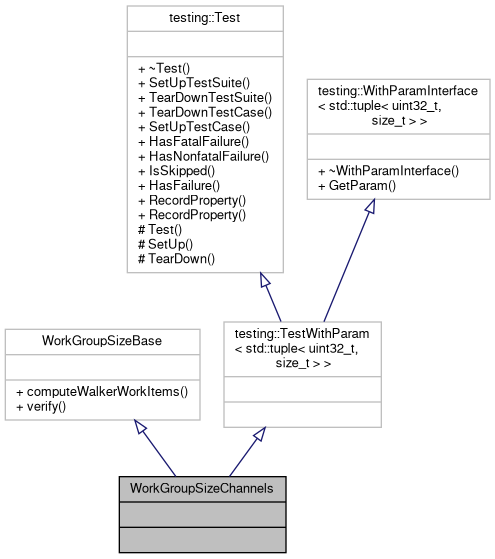 testing::Test
+ ~Test()
+ SetUpTestSuite()
+ TearDownTestSuite()
+ TearDownTestCase()
+ SetUpTestCase()
+ HasFatalFailure()
+ HasNonfatalFailure()
+ IsSkipped()
+ HasFailure()
+ RecordProperty()
+ RecordProperty()
# Test()
# SetUp()
# TearDown()
testing::WithParamInterface
< std::tuple< uint32_t,
size_t > >
+ ~WithParamInterface()
+ GetParam()
WorkGroupSizeBase
+ computeWalkerWorkItems()
+ verify()
testing::TestWithParam
< std::tuple< uint32_t,
size_t > >
WorkGroupSizeChannels